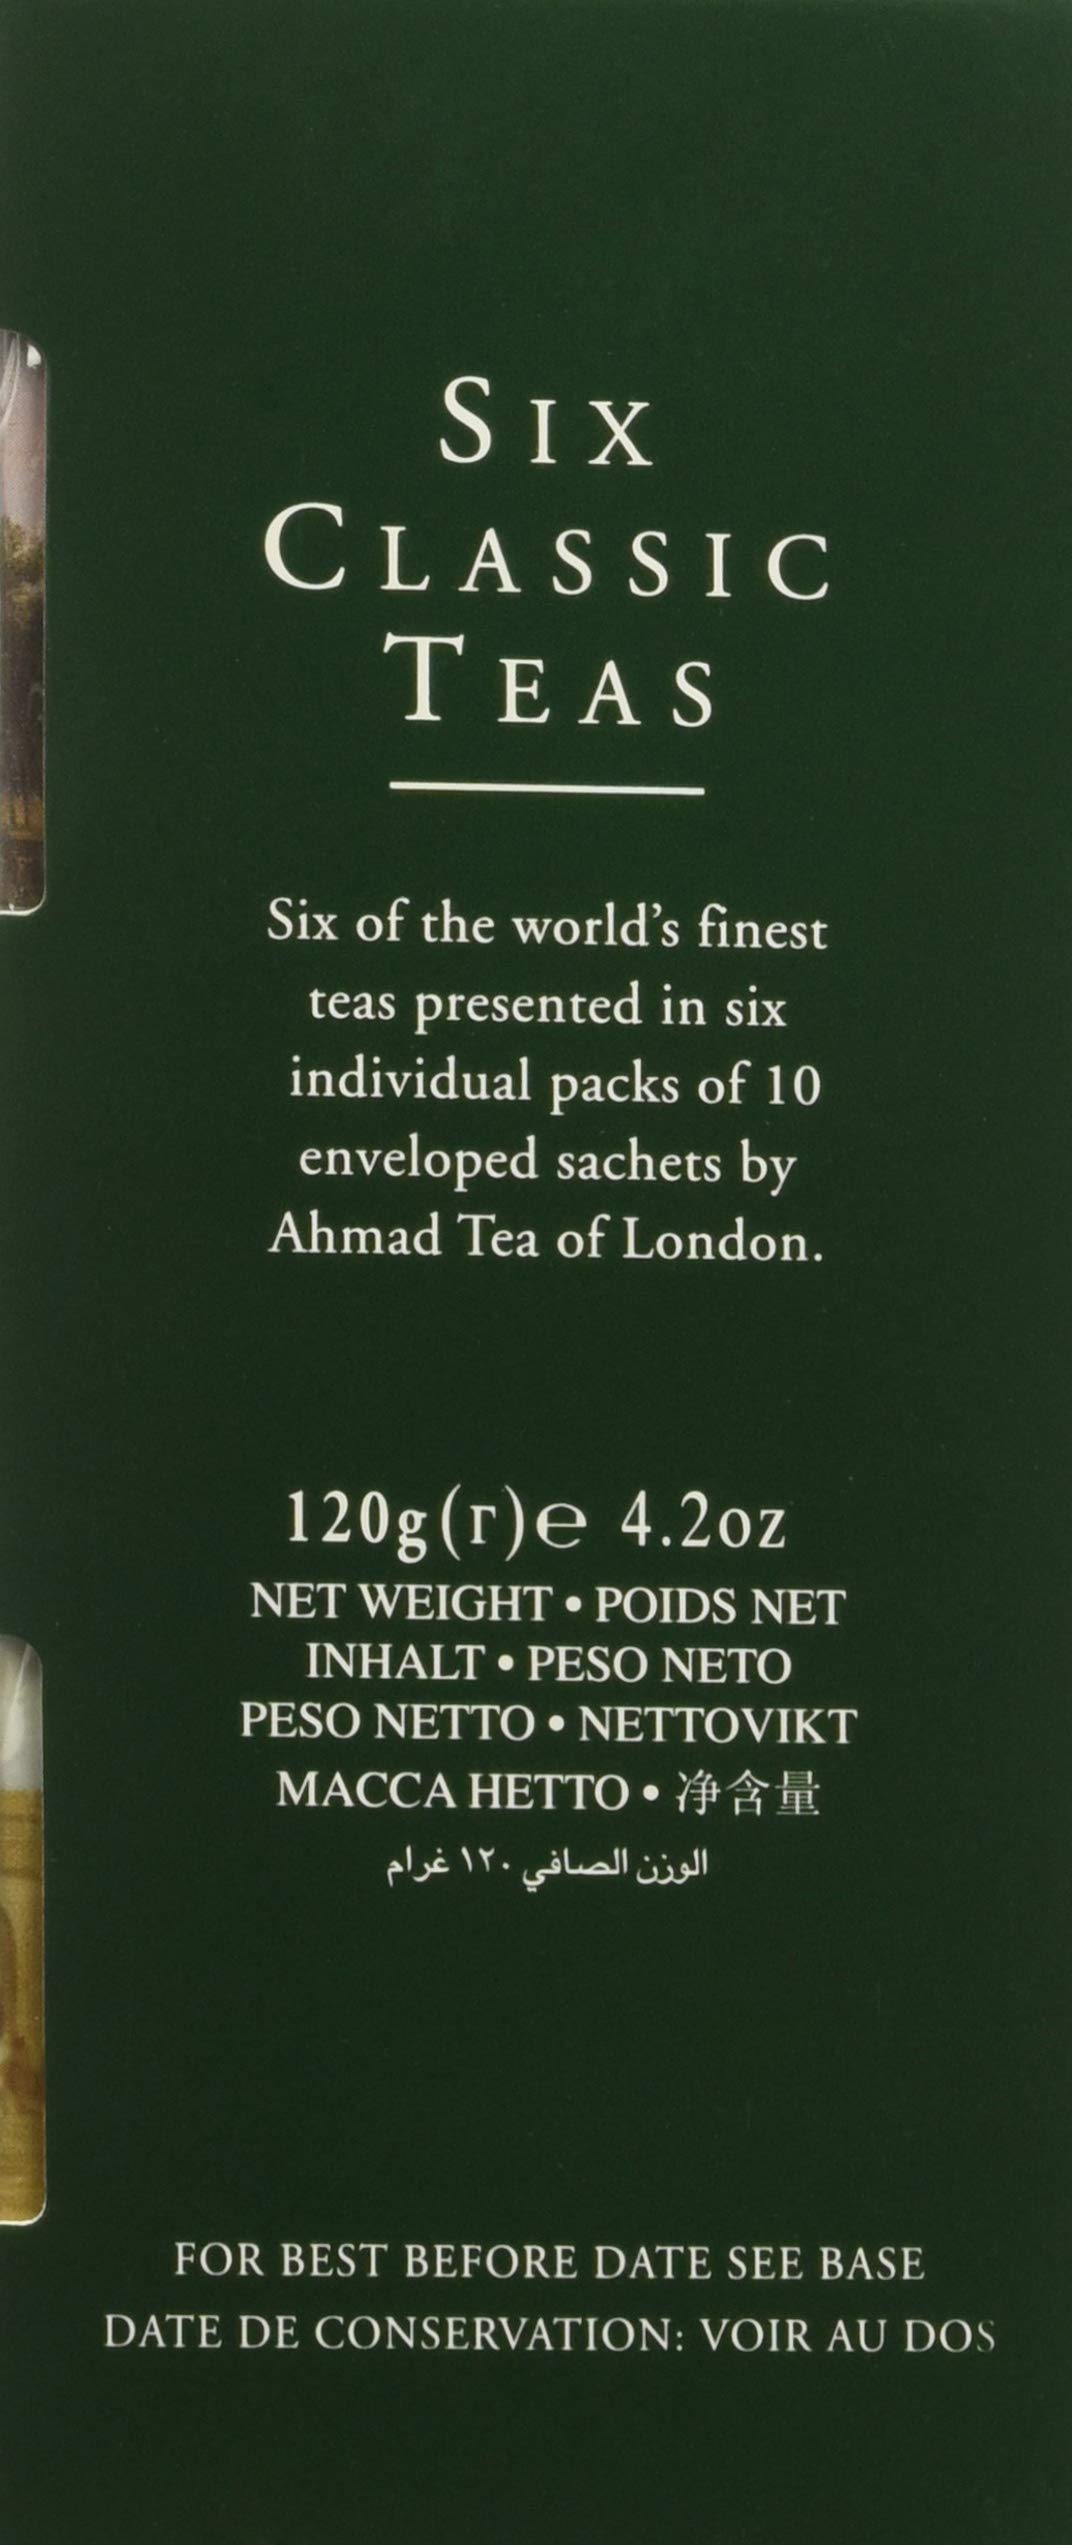 SIX
CLASSIC
TEAS
Six of the world’s finest
teas presented in six
individual packs of 10
enveloped sachets by
Ahmad Tea of London.
120g(г)℮ 4.2oz
NET WEIGHT • POIDS NET
INHALT • PESO NETO
PESO NETTO • NETTOVIKT
МАССА НЕТТО • 净含量
الوزن الصافي ١٢٠ غرام
FOR BEST BEFORE DATE SEE BASE
DATE DE CONSERVATION: VOIR AU DOS